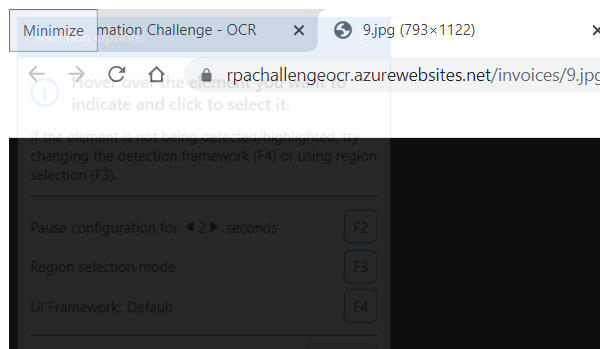 Minimize
mation Challenge - OCR
9.jpg (793×1122)
Selection Options
rpachallengeocr.azurewebsites.net/invoices/9.jpg
Hover over the element you want to
indicate and click to select it.
If the element is not being detected/highlighted, try
changing the detection framework (F4) or using region
selection (F3).
Pause configuration for 2 seconds
F2
Region selection mode
F3
UI Framework: Default
F4